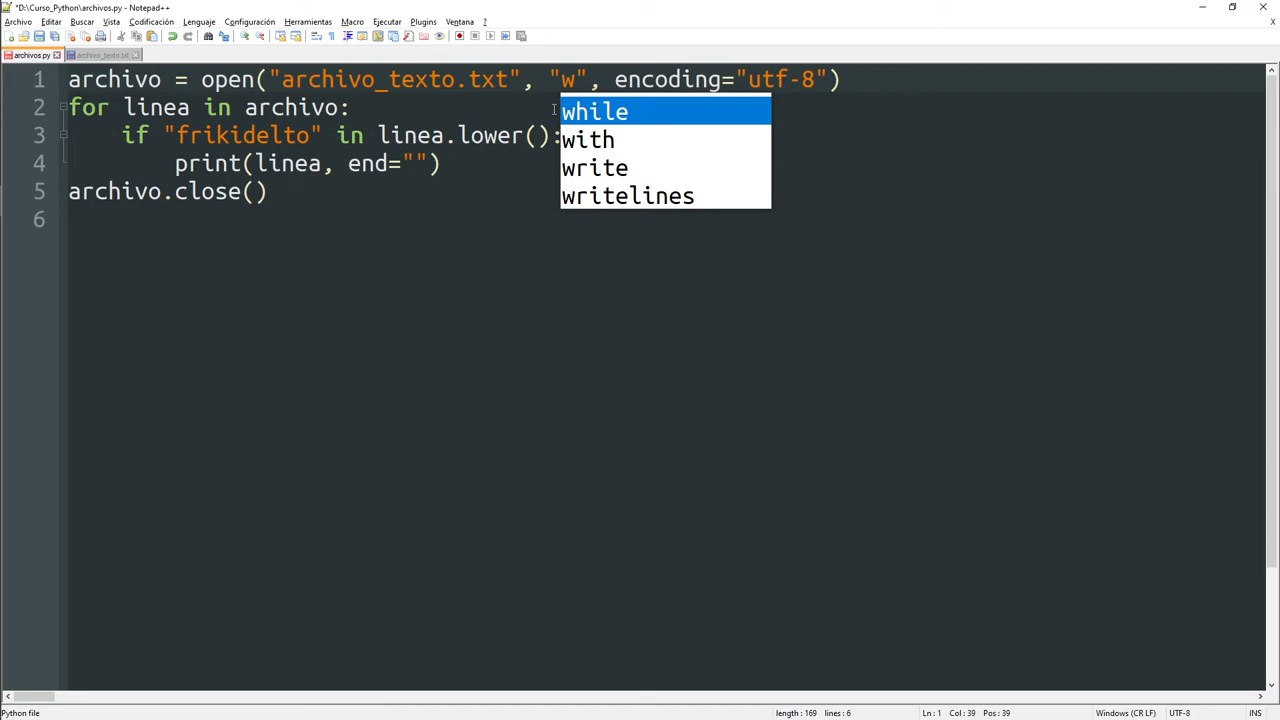 *D:\Curso_Python\archivos.py - Notepad++
Archivo Editar Buscar Vista Codificación Lenguaje Configuración Herramientas Macro Ejecutar Plugins Ventana ? X
archivos.py archivo_texto.txt
1 archivo = open("archivo_texto.txt", "w", encoding="utf-8")
2 for linea in archivo:
while
3 if "frikidelto" in linea.lower():
with
4 print(linea, end="")
write
5 archivo.close()
writelines
6
Python file length : 169 lines : 6 Ln : 1 Col : 39 Pos : 39 Windows (CR LF) UTF-8 INS